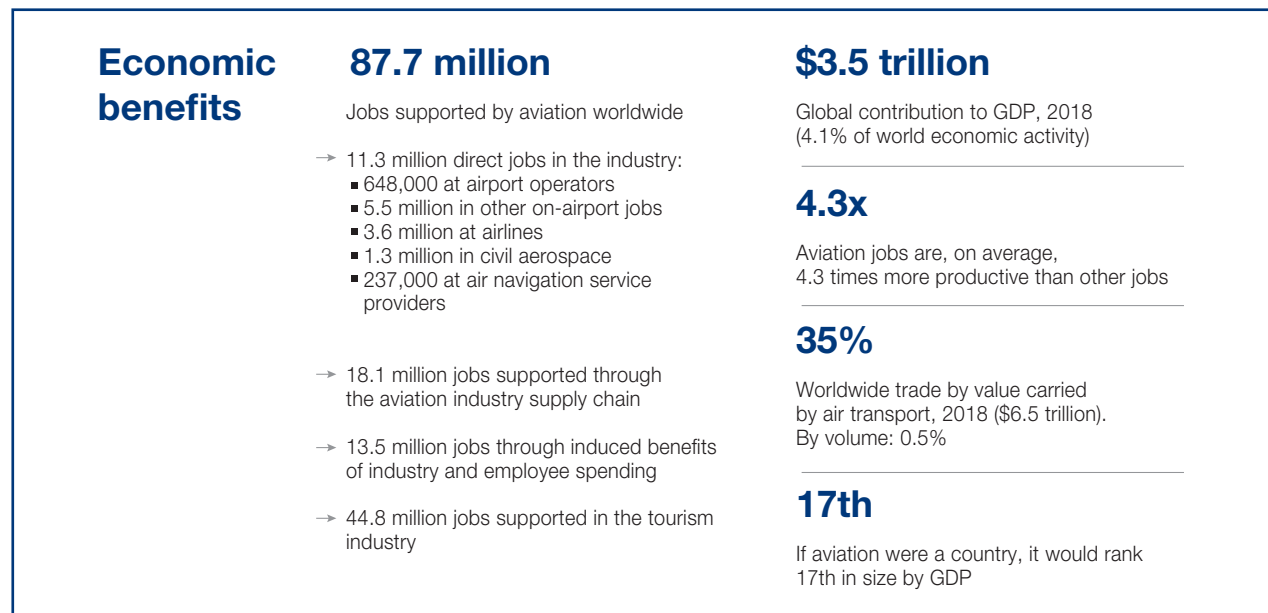 Economic
benefits
87.7 million
Jobs supported by aviation worldwide
→ 11.3 million direct jobs in the industry:
▪ 648,000 at airport operators
▪ 5.5 million in other on-airport jobs
▪ 3.6 million at airlines
▪ 1.3 million in civil aerospace
▪ 237,000 at air navigation service
providers
→ 18.1 million jobs supported through
the aviation industry supply chain
→ 13.5 million jobs through induced benefits
of industry and employee spending
→ 44.8 million jobs supported in the tourism
industry
$3.5 trillion
Global contribution to GDP, 2018
(4.1% of world economic activity)
4.3x
Aviation jobs are, on average,
4.3 times more productive than other jobs
35%
Worldwide trade by value carried
by air transport, 2018 ($6.5 trillion).
By volume: 0.5%
17th
If aviation were a country, it would rank
17th in size by GDP